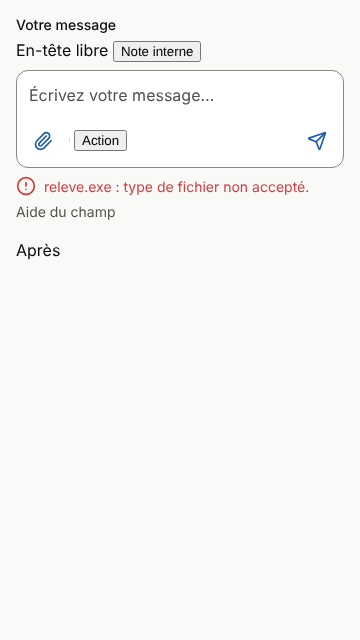 Votre message
En-tête libre Note interne
Écrivez votre message...
Action
releve.exe : type de fichier non accepté.
Aide du champ
Après